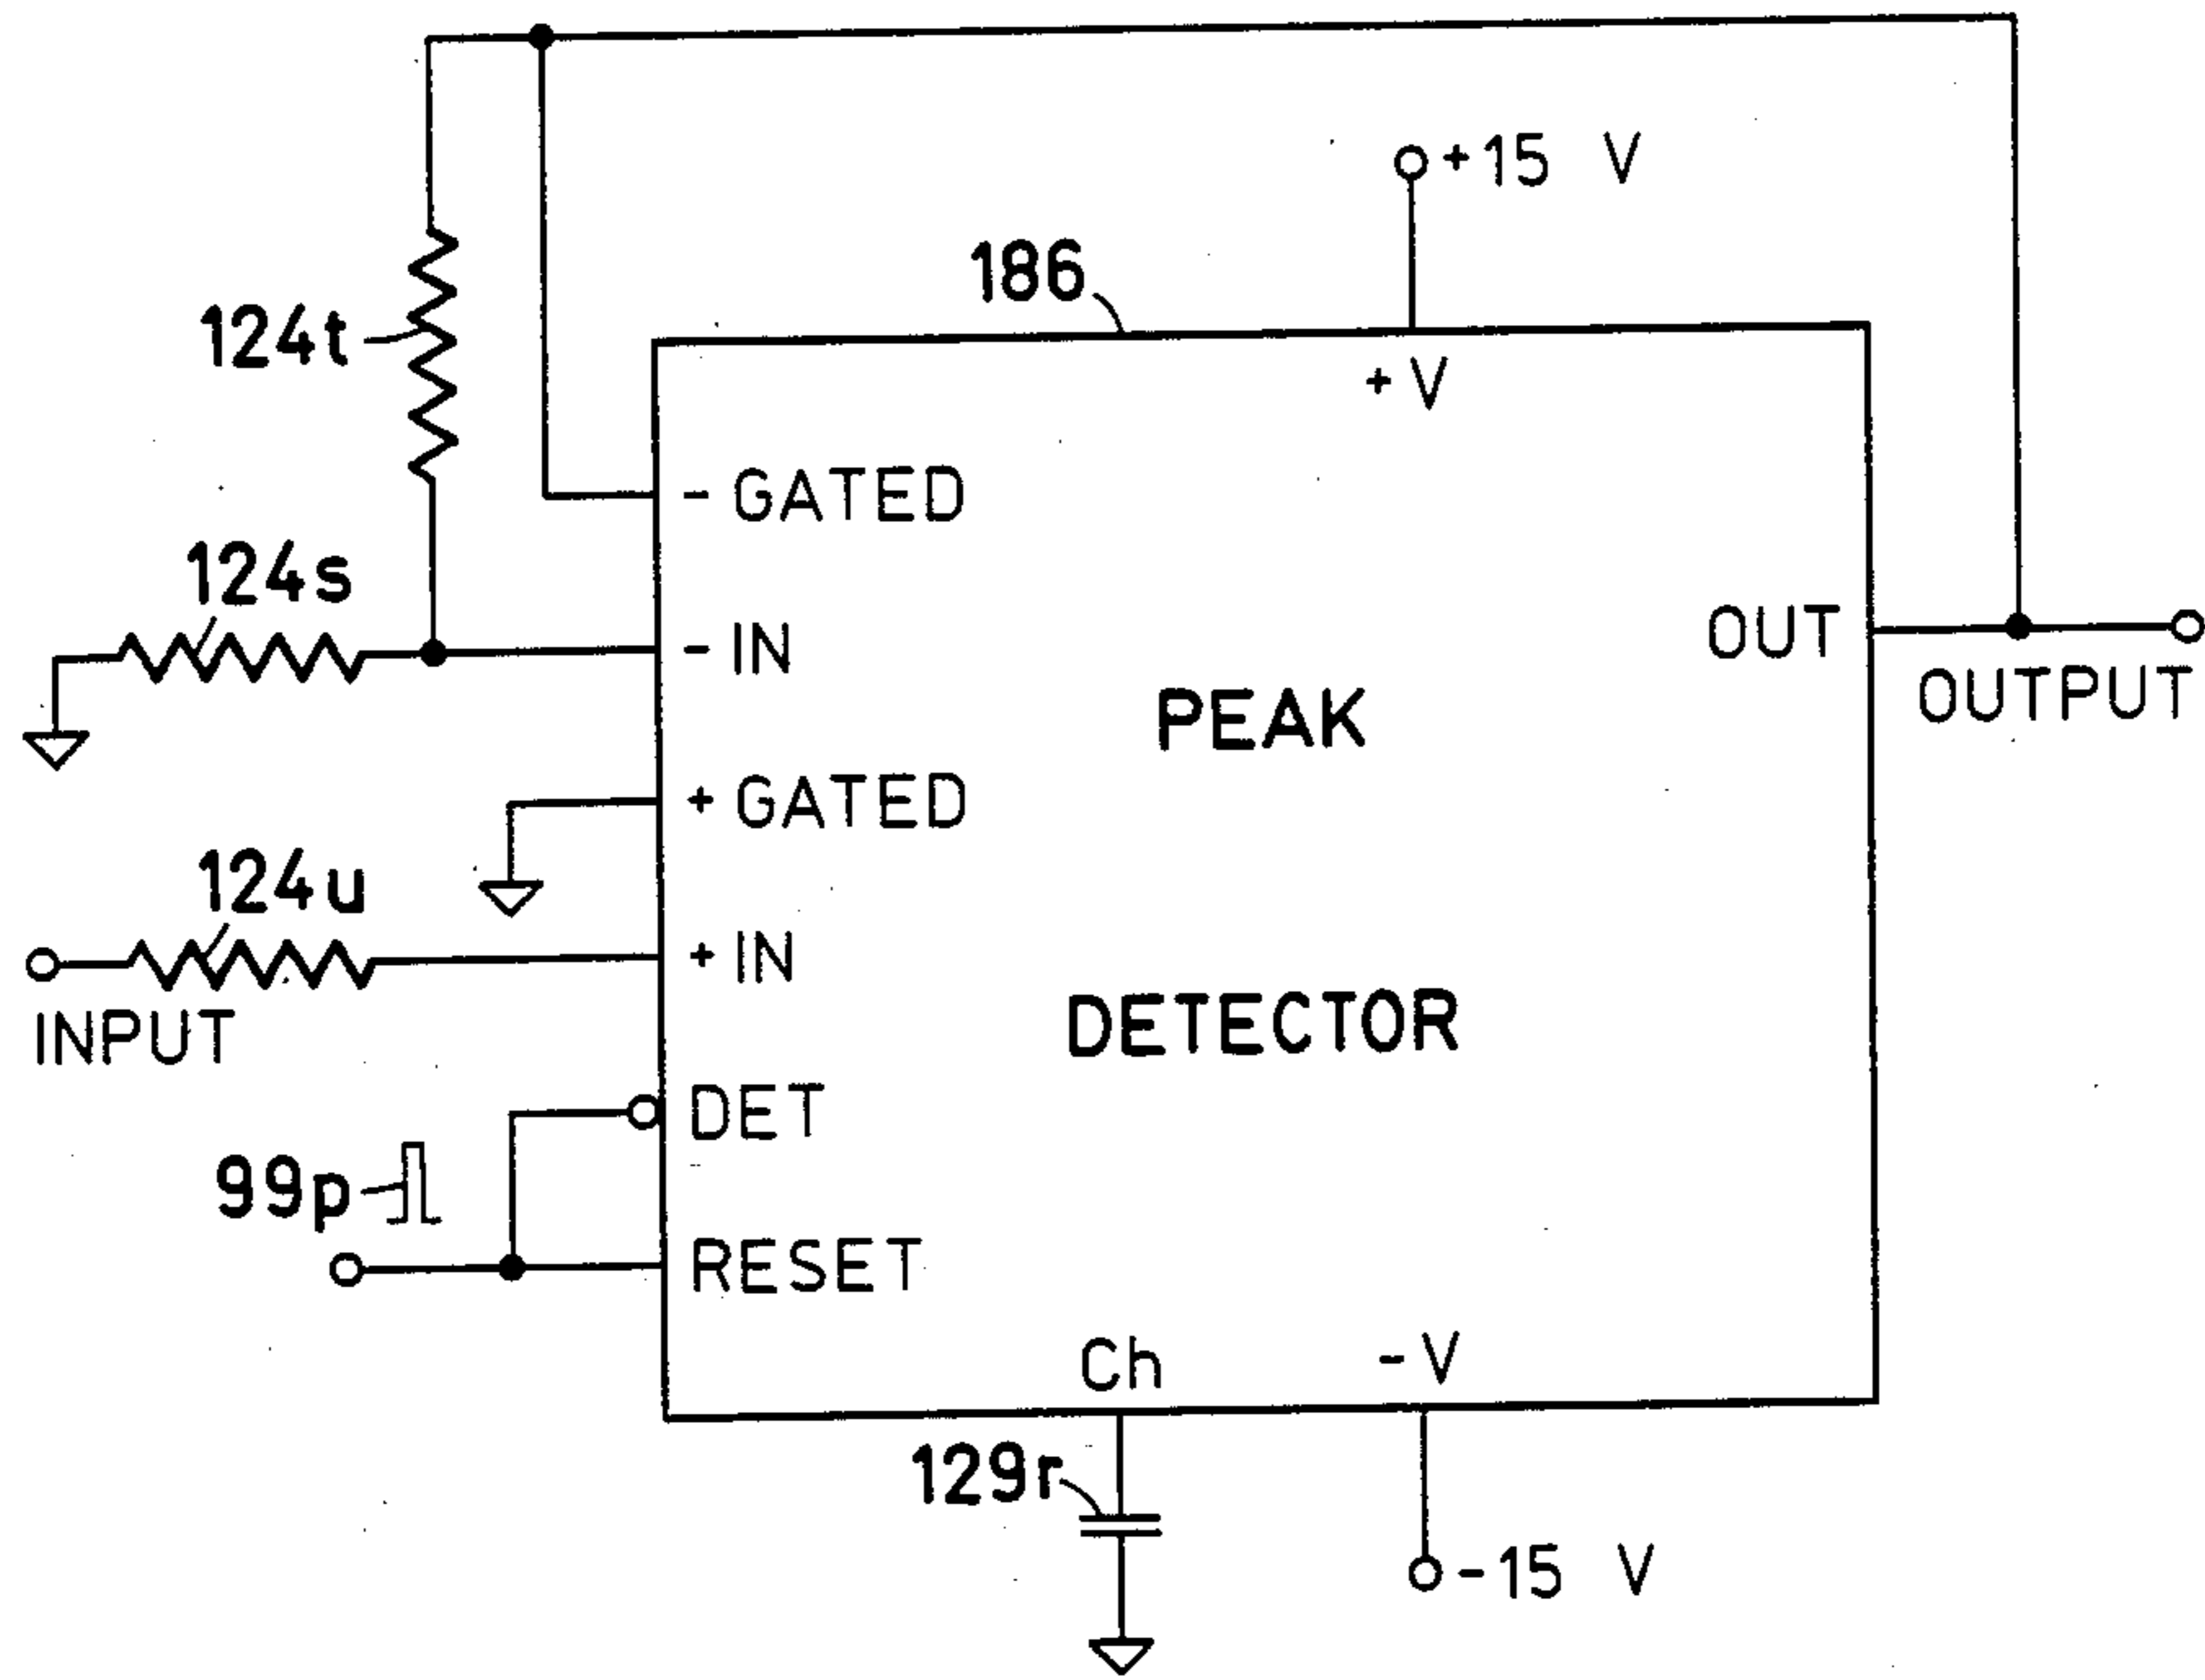 +15 V
186
+V
124t
- GATED
124s
- IN
OUT
OUTPUT
PEAK
+ GATED
124u
+ IN
INPUT
DETECTOR
DET
99p
RESET
Ch
-V
129r
-15 V